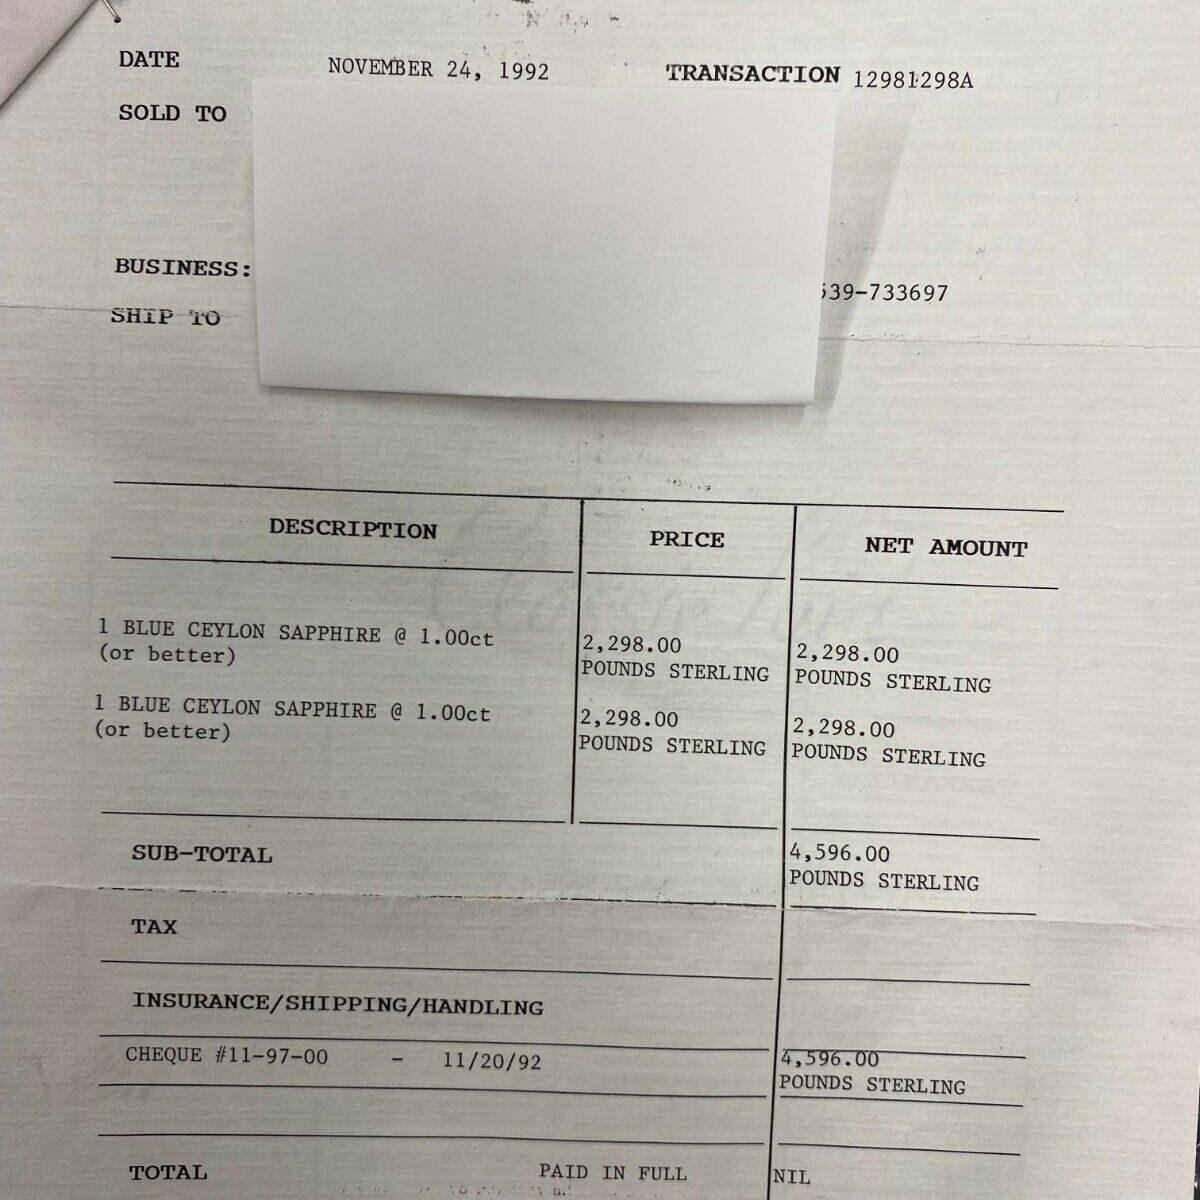 DATE NOVEMBER 24, 1992 TRANSACTION 12981298A
SOLD TO
BUSINESS: 539-733697
SHIP TO
DESCRIPTION PRICE NET AMOUNT
1 BLUE CEYLON SAPPHIRE @ 1.00ct 2,298.00 2,298.00
(or better) POUNDS STERLING POUNDS STERLING
1 BLUE CEYLON SAPPHIRE @ 1.00ct 2,298.00 2,298.00
(or better) POUNDS STERLING POUNDS STERLING
SUB-TOTAL 4,596.00
POUNDS STERLING
TAX
INSURANCE/SHIPPING/HANDLING
CHEQUE #11-97-00 - 11/20/92 4,596.00
POUNDS STERLING
TOTAL PAID IN FULL NIL